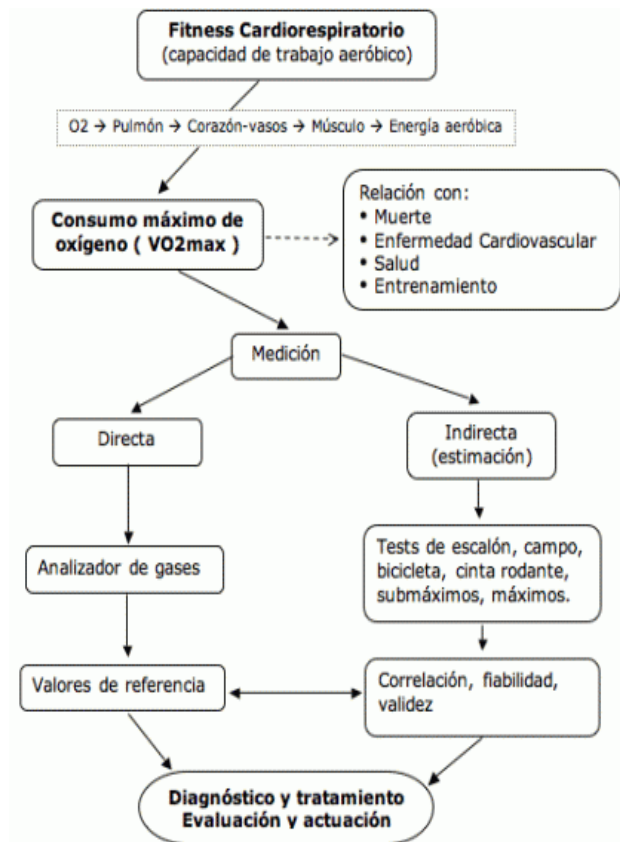 Fitness Cardiorespiratorio
(capacidad de trabajo aeróbico)
O2 → Pulmón → Corazón-vasos → Músculo → Energía aeróbica
Consumo máximo de
oxígeno ( VO2max )
Relación con:
• Muerte
• Enfermedad Cardiovascular
• Salud
• Entrenamiento
Medición
Directa
Indirecta
(estimación)
Analizador de gases
Tests de escalón, campo,
bicicleta, cinta rodante,
submáximos, máximos.
Valores de referencia
Correlación, fiabilidad,
validez
Diagnóstico y tratamiento
Evaluación y actuación